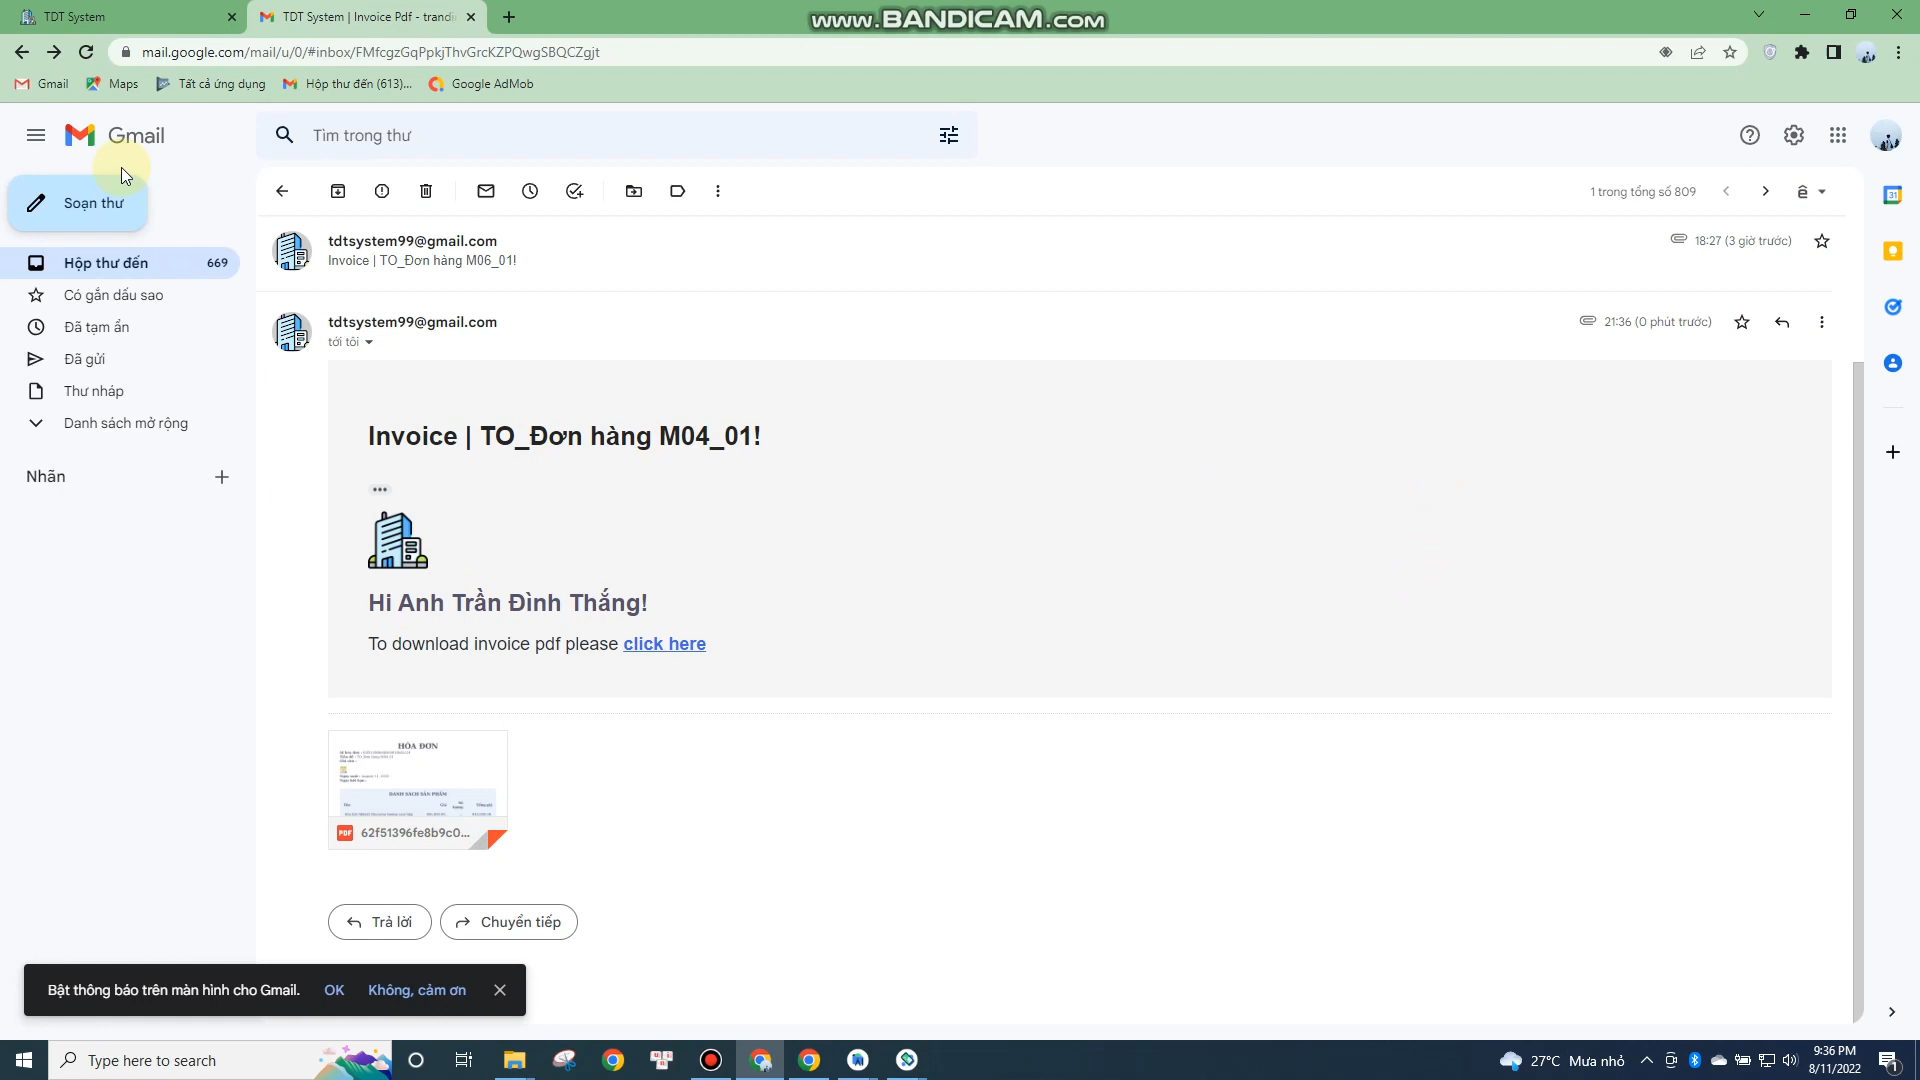 TDT System
TDT System | Invoice Pdf - trandi
www.BANDICAM.com
mail.google.com/mail/u/0/#inbox/FMfcgzGqPpkjThvGrcKZPQwgSBQCZgjt
Gmail
Maps
Tất cả ứng dụng
Hộp thư đến (613)...
Google AdMob
Gmail
Tìm trong thư
Soạn thư
1 trong tổng số 809
Hộp thư đến 669
Có gắn dấu sao
Đã tạm ẩn
Đã gửi
Thư nháp
Danh sách mở rộng
Nhãn
tdtsystem99@gmail.com
18:27 (3 giờ trước)
Invoice | TO_Đơn hàng M06_01!
tdtsystem99@gmail.com
21:36 (0 phút trước)
tới tôi
Invoice | TO_Đơn hàng M04_01!
Hi Anh Trần Đình Thắng!
To download invoice pdf please click here
HÓA ĐƠN
DANH SÁCH SẢN PHẨM
PDF 62f51396fe8b9c0...
Trả lời
Chuyển tiếp
Bật thông báo trên màn hình cho Gmail. OK Không, cảm ơn
Type here to search
27°C Mưa nhỏ
9:36 PM
8/11/2022
1